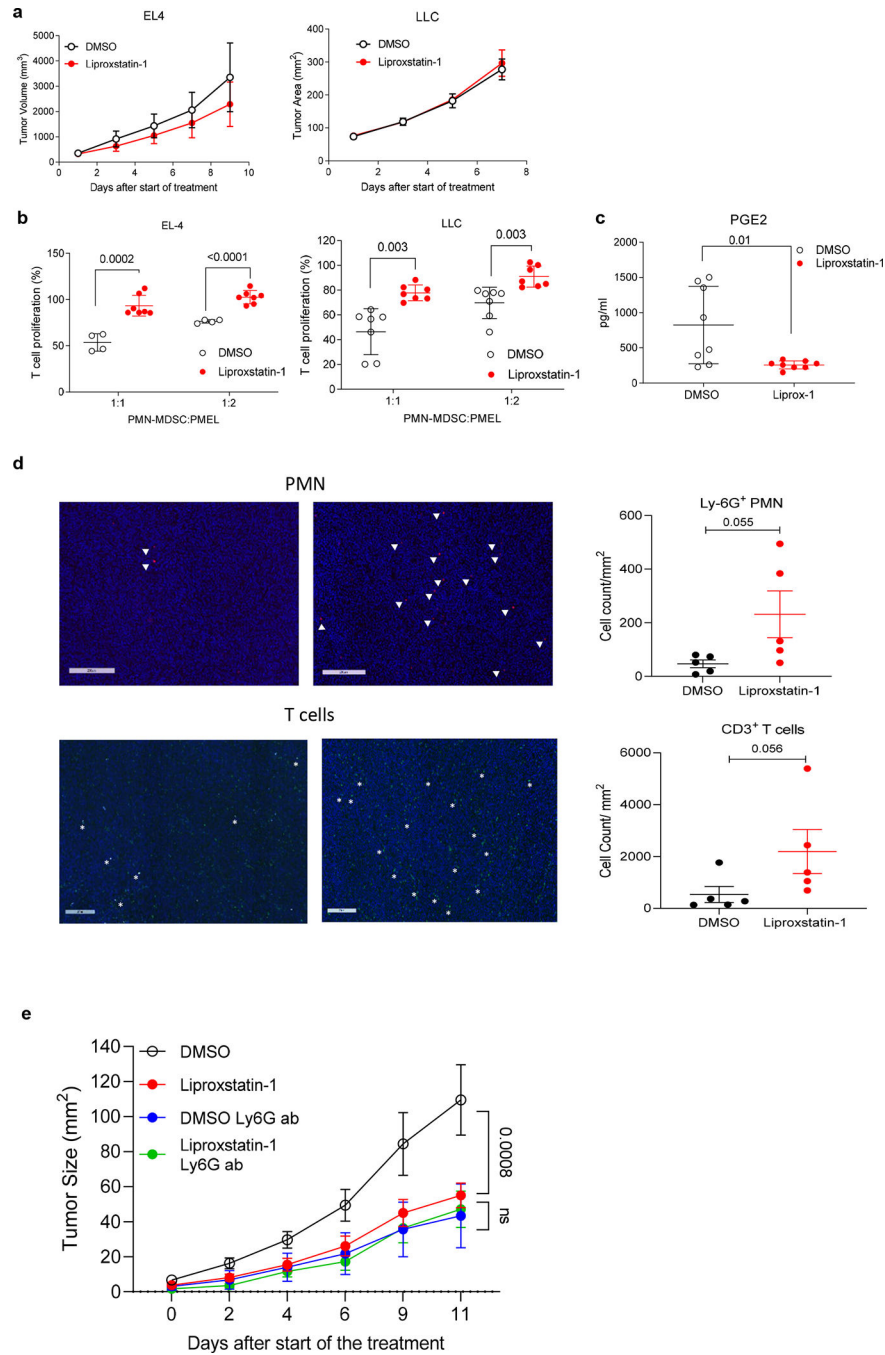 a
EL4
Tumor Volume (mm³)
5000
4000
3000
2000
1000
0
0 2 4 6 8 10
Days after start of treatment
DMSO
Liproxstatin-1
LLC
Tumor Area (mm²)
400
300
200
100
0
0 2 4 6 8
Days after start of treatment
DMSO
Liproxstatin-1
b
EL-4
T cell proliferation (%)
150
100
50
0
0.0002
<0.0001
DMSO
Liproxstatin-1
1:1 1:2
PMN-MDSC:PMEL
LLC
T cell proliferation (%)
120
100
80
60
40
20
0
0.003
0.003
DMSO
Liproxstatin-1
1:1 1:2
PMN-MDSC:PMEL
c
PGE2
pg/ml
2000
1500
1000
500
0
0.01
DMSO
Liproxstatin-1
DMSO Liprox-1
d
PMN
Ly-6G⁺ PMN
Cell count/mm²
600
400
200
0
0.055
DMSO Liproxstatin-1
T cells
CD3⁺ T cells
Cell Count/ mm²
6000
4000
2000
0
0.056
DMSO Liproxstatin-1
e
Tumor Size (mm²)
140
120
100
80
60
40
20
0
DMSO
Liproxstatin-1
DMSO Ly6G ab
Liproxstatin-1
Ly6G ab
0.0008
ns
0 2 4 6 9 11
Days after start of the treatment